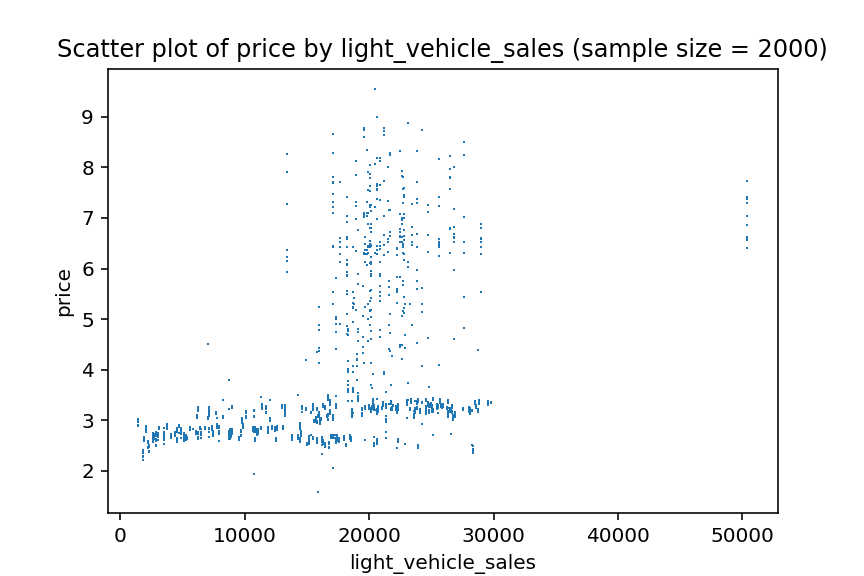 Scatter plot of price by light_vehicle_sales (sample size = 2000)
9
8
7
6
5
4
3
2
price
0 10000 20000 30000 40000 50000
light_vehicle_sales